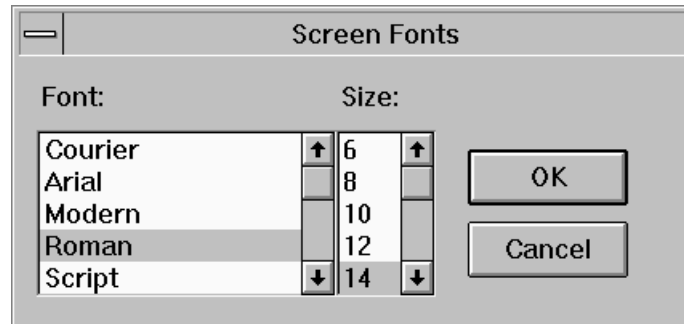 Screen Fonts
Font: Size:
Courier 6
Arial 8
Modern 10
Roman 12
Script 14
OK
Cancel